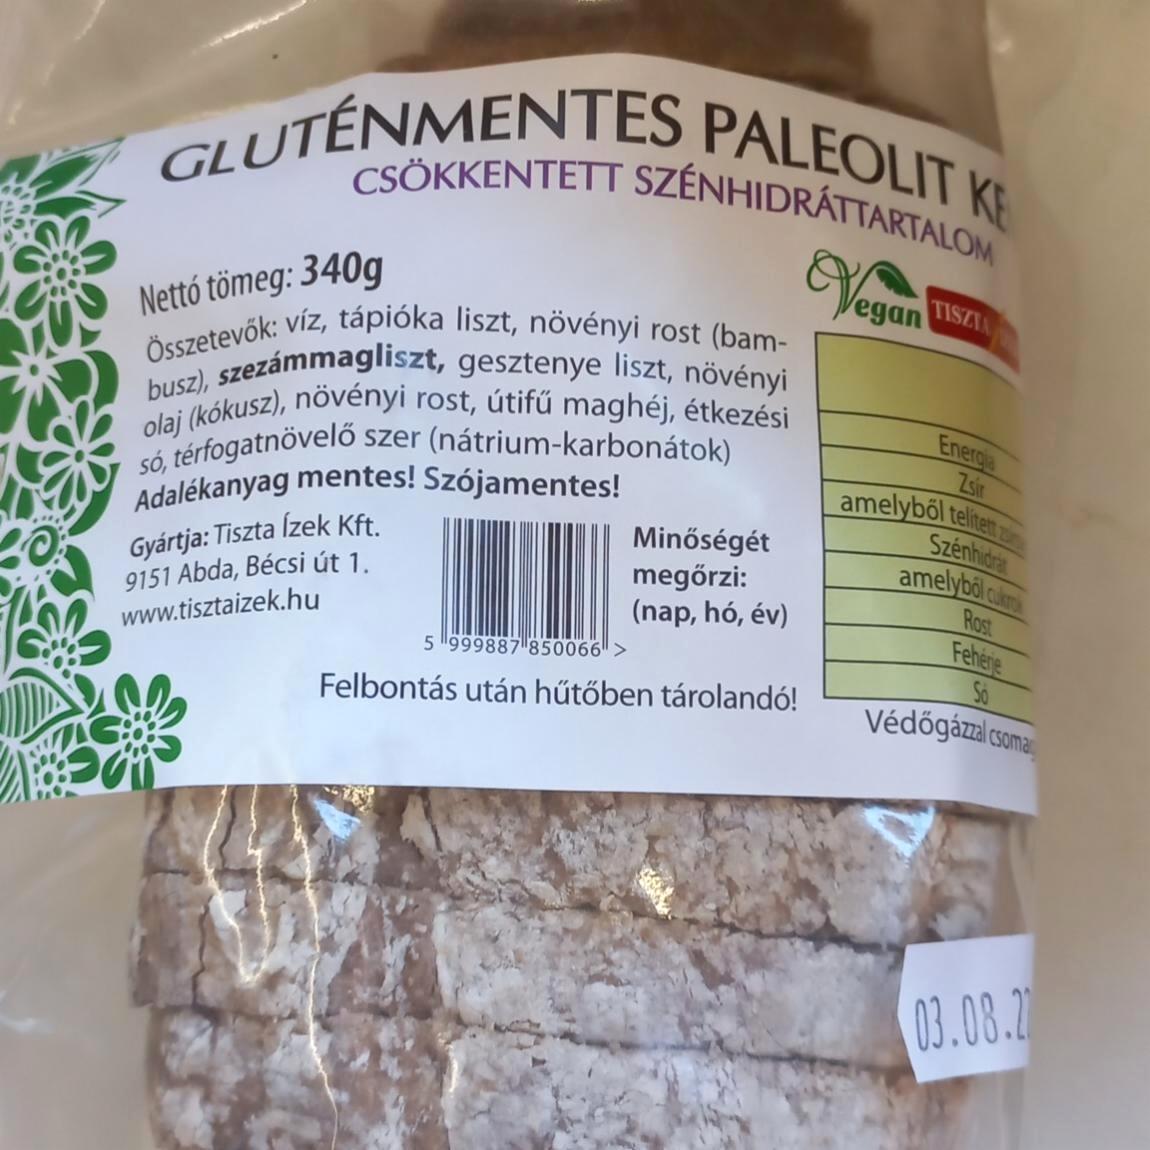 GLUTÉNMENTES PALEOLIT KE
CSÖKKENTETT SZÉNHIDRÁTTARTALOM
Nettó tömeg: 340g
Összetevők: víz, tápióka liszt, növényi rost (bam-
busz), szezámmagliszt, gesztenye liszt, növényi
olaj (kókusz), növényi rost, útifű maghéj, étkezési
só, térfogatnövelő szer (nátrium-karbonátok)
Adalékanyag mentes! Szójamentes!
Gyártja: Tiszta Ízek Kft.
9151 Abda, Bécsi út 1.
www.tisztaizek.hu
5 999887 850066 >
Minőségét
megőrzi:
(nap, hó, év)
Felbontás után hűtőben tárolandó!
Vegan
TISZTA
Energia
Zsír
amelyből telített
Szénhidrát
amelyből cukrok
Rost
Fehérje
Só
Védőgázzal csomag
03.08.2